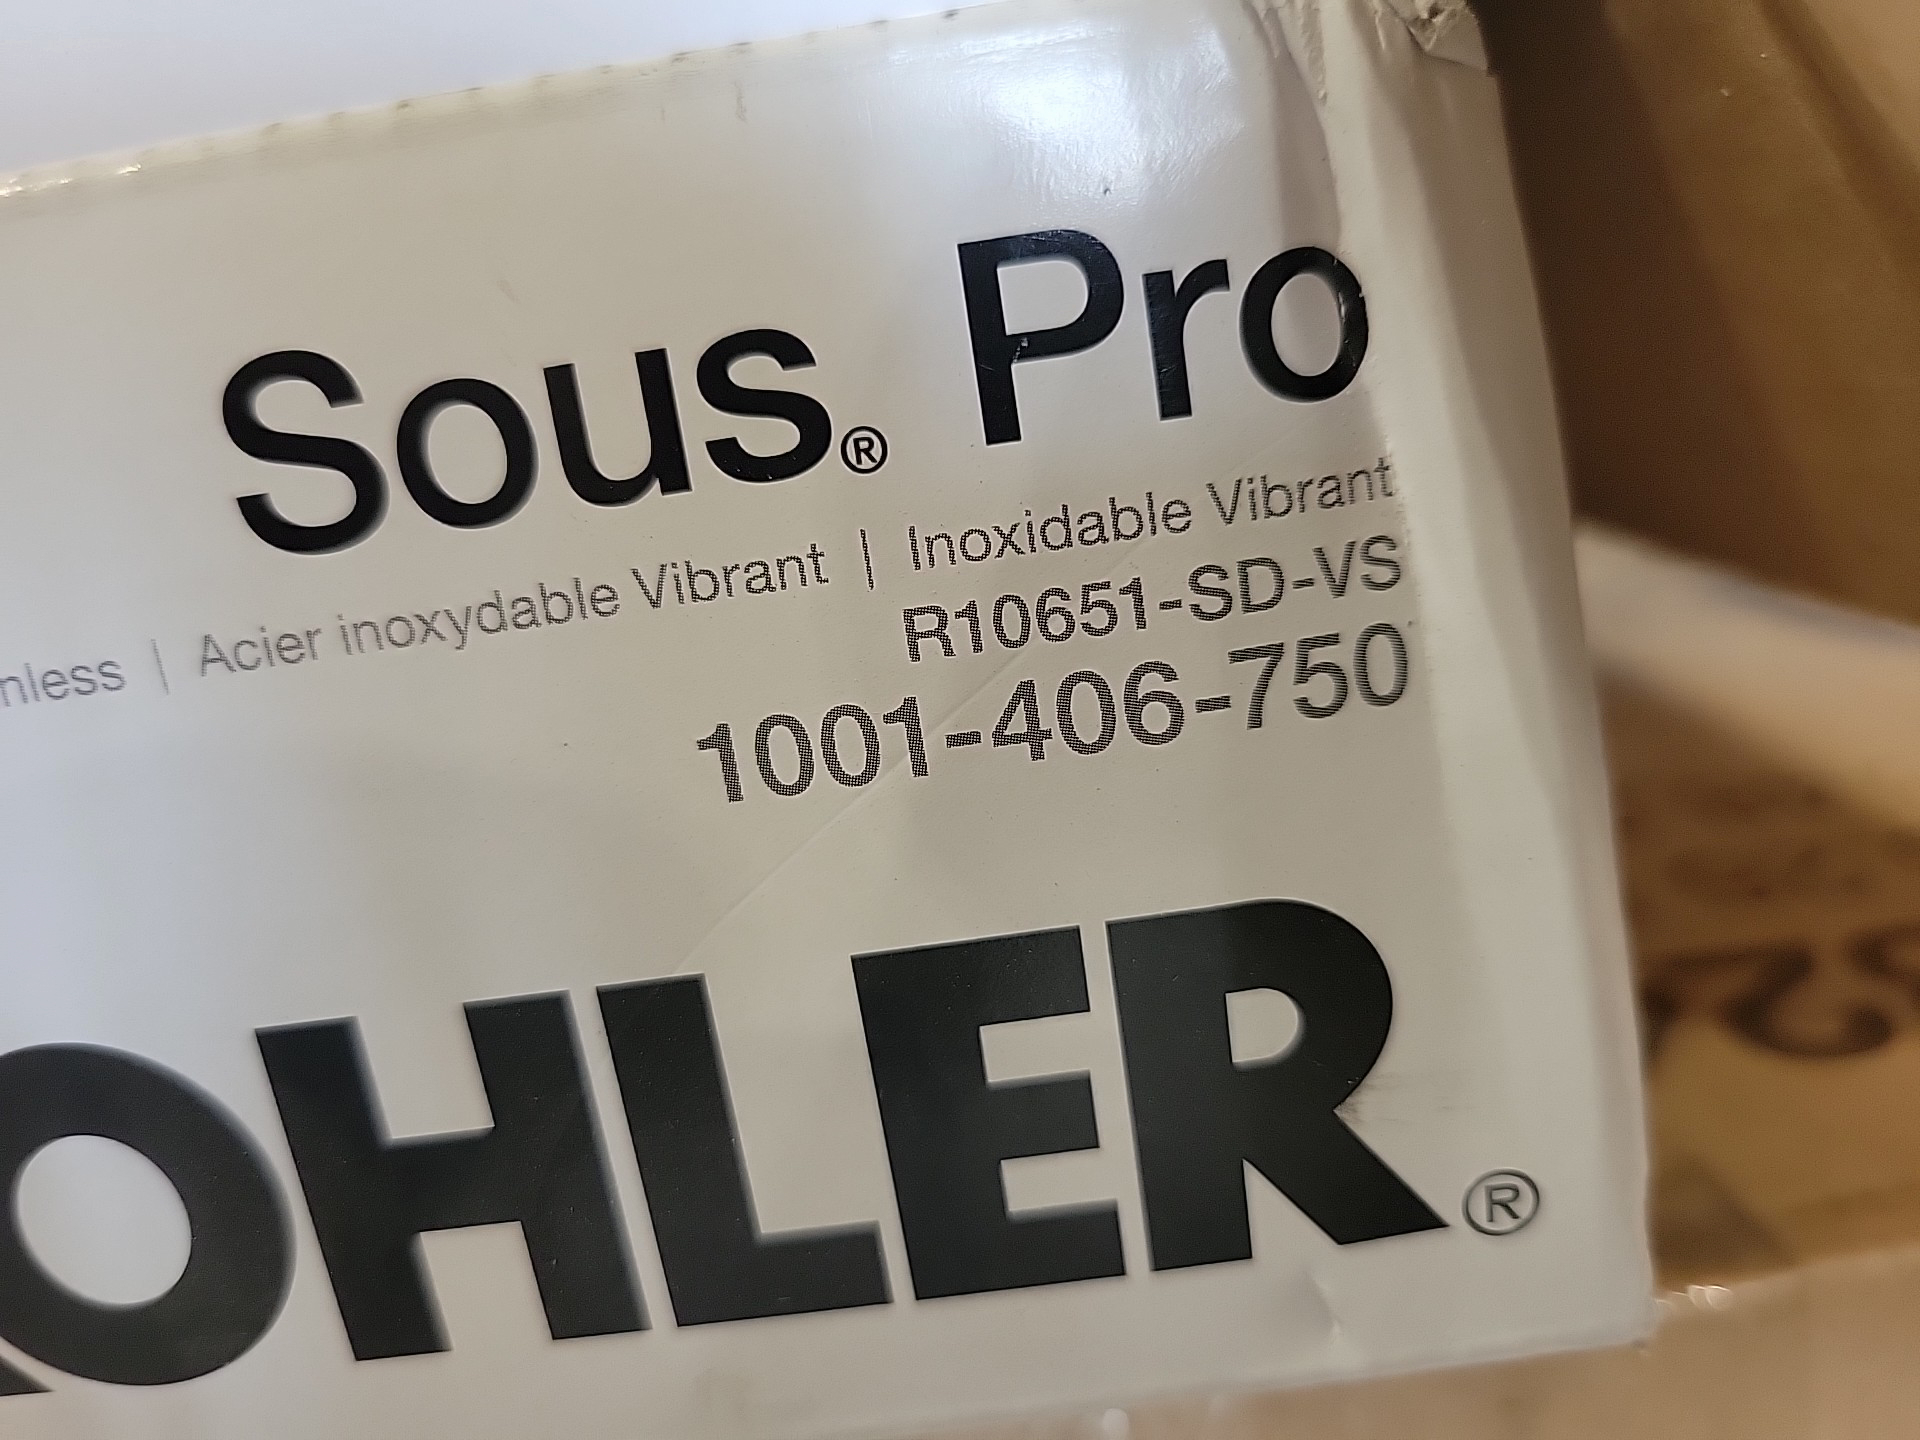 Sous® Pro
nless | Acier inoxydable Vibrant | Inoxidable Vibrant
R10651-SD-VS
1001-406-750
OHLER®